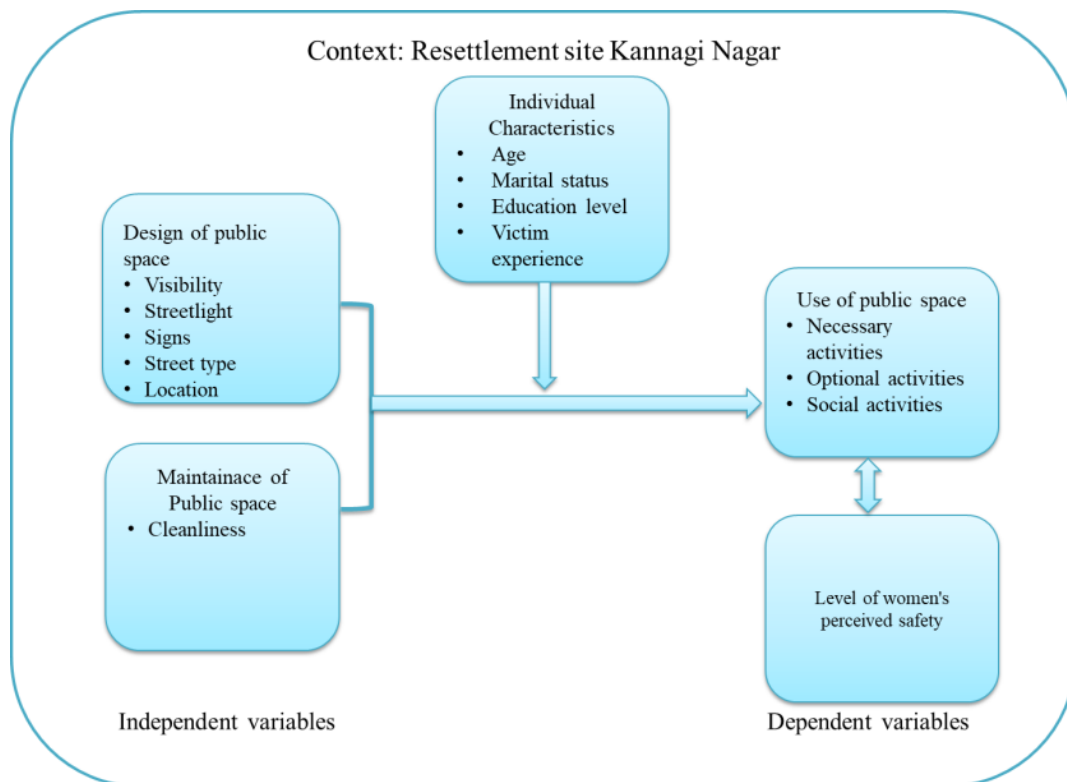 Context: Resettlement site Kannagi Nagar
Individual
Characteristics
• Age
• Marital status
• Education level
• Victim
experience
Design of public
space
• Visibility
• Streetlight
• Signs
• Street type
• Location
Use of public space
• Necessary
activities
• Optional activities
• Social activities
Maintainace of
Public space
• Cleanliness
Level of women's
perceived safety
Independent variables
Dependent variables